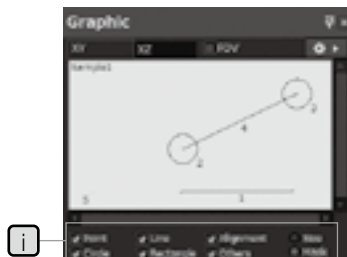 Graphic
XY XZ POV
Sample1
3
4
2
5 1
i
Point Line Alignment New
Circle Rectangle Others Hide